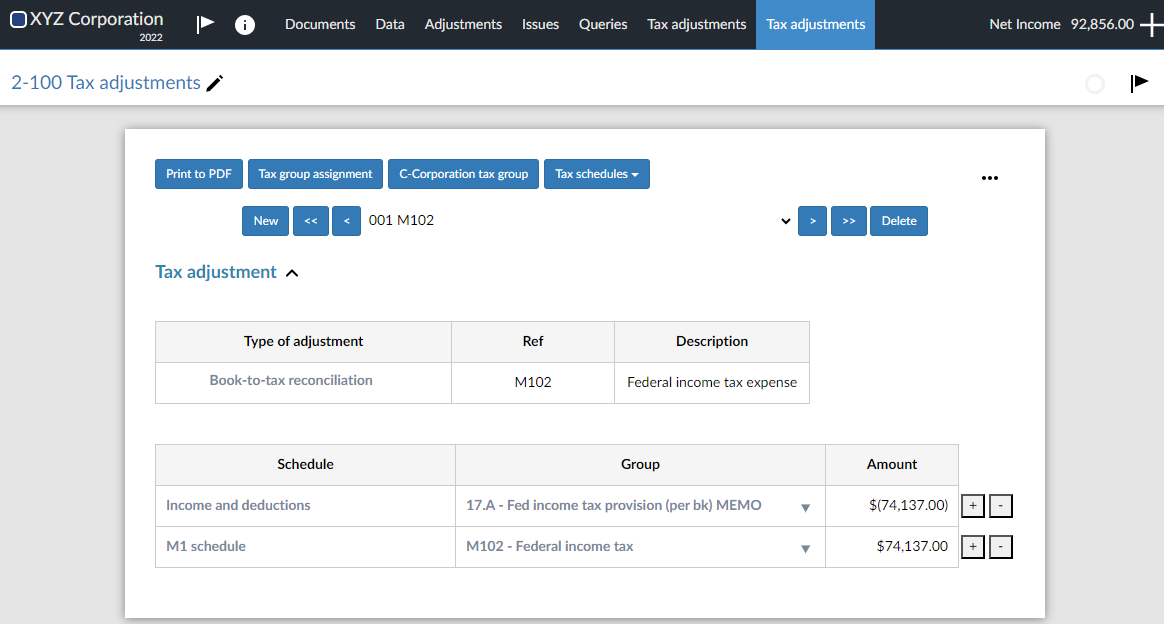 XYZ Corporation
2022
Documents Data Adjustments Issues Queries Tax adjustments Tax adjustments Net Income 92,856.00
2-100 Tax adjustments
Print to PDF Tax group assignment C-Corporation tax group Tax schedules
New << < 001 M102 > >> Delete
Tax adjustment
Type of adjustment Ref Description
Book-to-tax reconciliation M102 Federal income tax expense
Schedule Group Amount
Income and deductions 17.A - Fed income tax provision (per bk) MEMO $(74,137.00) + -
M1 schedule M102 - Federal income tax $74,137.00 + -